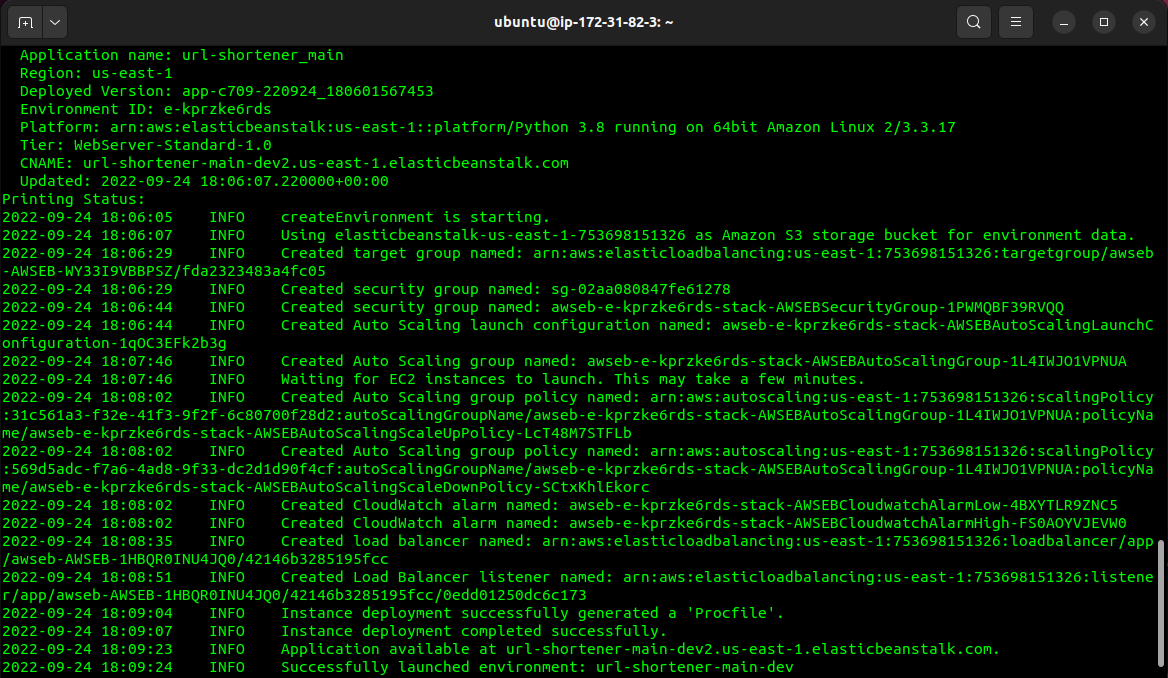 ubuntu@ip-172-31-82-3: ~
Application name: url-shortener_main
Region: us-east-1
Deployed Version: app-c709-220924_180601567453
Environment ID: e-kprzke6rds
Platform: arn:aws:elasticbeanstalk:us-east-1::platform/Python 3.8 running on 64bit Amazon Linux 2/3.3.17
Tier: WebServer-Standard-1.0
CNAME: url-shortener-main-dev2.us-east-1.elasticbeanstalk.com
Updated: 2022-09-24 18:06:07.220000+00:00
Printing Status:
2022-09-24 18:06:05    INFO    createEnvironment is starting.
2022-09-24 18:06:07    INFO    Using elasticbeanstalk-us-east-1-753698151326 as Amazon S3 storage bucket for environment data.
2022-09-24 18:06:29    INFO    Created target group named: arn:aws:elasticloadbalancing:us-east-1:753698151326:targetgroup/awseb
-AWSEB-WY33I9VBBPSZ/fda2323483a4fc05
2022-09-24 18:06:29    INFO    Created security group named: sg-02aa080847fe61278
2022-09-24 18:06:44    INFO    Created security group named: awseb-e-kprzke6rds-stack-AWSEBSecurityGroup-1PWMQBF39RVQQ
2022-09-24 18:06:44    INFO    Created Auto Scaling launch configuration named: awseb-e-kprzke6rds-stack-AWSEBAutoScalingLaunchC
onfiguration-1qOC3EFk2b3g
2022-09-24 18:07:46    INFO    Created Auto Scaling group named: awseb-e-kprzke6rds-stack-AWSEBAutoScalingGroup-1L4IWJO1VPNUA
2022-09-24 18:07:46    INFO    Waiting for EC2 instances to launch. This may take a few minutes.
2022-09-24 18:08:02    INFO    Created Auto Scaling group policy named: arn:aws:autoscaling:us-east-1:753698151326:scalingPolicy
:31c561a3-f32e-41f3-9f2f-6c80700f28d2:autoScalingGroupName/awseb-e-kprzke6rds-stack-AWSEBAutoScalingGroup-1L4IWJO1VPNUA:policyNa
me/awseb-e-kprzke6rds-stack-AWSEBAutoScalingScaleUpPolicy-LcT48M7STFLb
2022-09-24 18:08:02    INFO    Created Auto Scaling group policy named: arn:aws:autoscaling:us-east-1:753698151326:scalingPolicy
:569d5adc-f7a6-4ad8-9f33-dc2d1d90f4cf:autoScalingGroupName/awseb-e-kprzke6rds-stack-AWSEBAutoScalingGroup-1L4IWJO1VPNUA:policyNa
me/awseb-e-kprzke6rds-stack-AWSEBAutoScalingScaleDownPolicy-SCtxKhlEkorc
2022-09-24 18:08:02    INFO    Created CloudWatch alarm named: awseb-e-kprzke6rds-stack-AWSEBCloudwatchAlarmLow-4BXYTLR9ZNC5
2022-09-24 18:08:02    INFO    Created CloudWatch alarm named: awseb-e-kprzke6rds-stack-AWSEBCloudwatchAlarmHigh-FS0AOYVJEVW0
2022-09-24 18:08:35    INFO    Created load balancer named: arn:aws:elasticloadbalancing:us-east-1:753698151326:loadbalancer/app
/awseb-AWSEB-1HBQR0INU4JQ0/42146b3285195fcc
2022-09-24 18:08:51    INFO    Created Load Balancer listener named: arn:aws:elasticloadbalancing:us-east-1:753698151326:listene
r/app/awseb-AWSEB-1HBQR0INU4JQ0/42146b3285195fcc/0edd01250dc6c173
2022-09-24 18:09:04    INFO    Instance deployment successfully generated a 'Procfile'.
2022-09-24 18:09:07    INFO    Instance deployment completed successfully.
2022-09-24 18:09:23    INFO    Application available at url-shortener-main-dev2.us-east-1.elasticbeanstalk.com.
2022-09-24 18:09:24    INFO    Successfully launched environment: url-shortener-main-dev